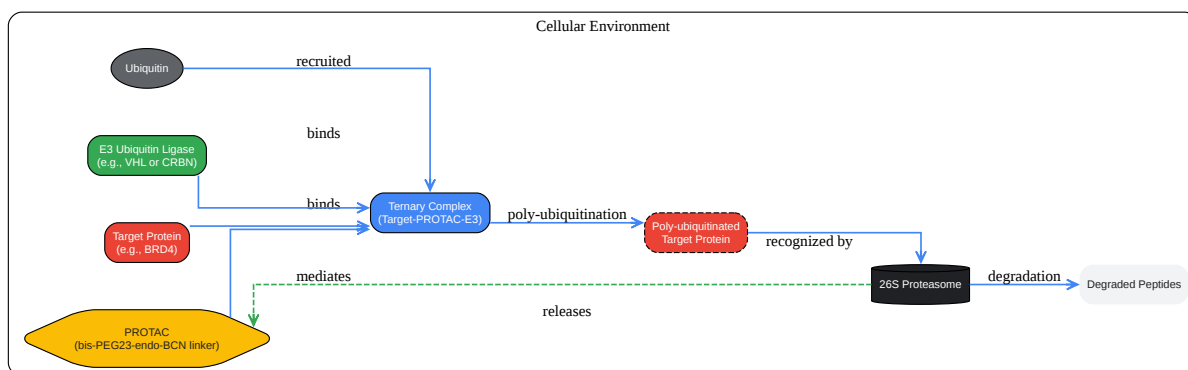 Cellular Environment
recruited
Ubiquitin
binds
E3 Ubiquitin Ligase
(e.g., VHL or CRBN)
binds
Ternary Complex
(Target-PROTAC-E3)
poly-ubiquitination
Poly-ubiquitinated
Target Protein
recognized by
Target Protein
(e.g., BRD4)
mediates
26S Proteasome
degradation
Degraded Peptides
releases
PROTAC
(bis-PEG23-endo-BCN linker)